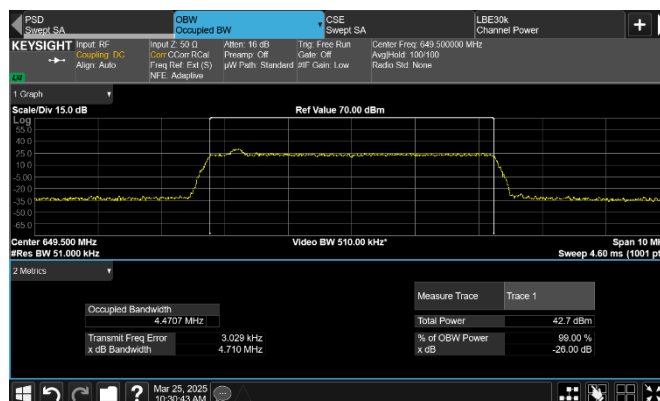 PSD
Swept SA
OBW
Occupied BW
CSE
Swept SA
LBE30k
Channel Power
KEYSIGHT
Input: RF
Coupling: DC
Align: Auto
Input Z: 50 Ω
Corr CCorr RCal
Freq Ref: Ext (S)
NFE: Adaptive
Atten: 16 dB
Preamp: Off
µW Path: Standard
Trig: Free Run
Gate: Off
#IF Gain: Low
Center Freq: 649.500000 MHz
Avg|Hold: 100/100
Radio Std: None
1 Graph
Scale/Div 15.0 dB
Ref Value 70.00 dBm
Log
55.0
40.0
25.0
10.0
-5.00
-20.0
-35.0
-50.0
-65.0
Center 649.500 MHz
Video BW 510.00 kHz*
Span 10 MH
#Res BW 51.000 kHz
Sweep 4.60 ms (1001 pt
2 Metrics
Measure Trace
Trace 1
Occupied Bandwidth
4.4707 MHz
Total Power
42.7 dBm
Transmit Freq Error
3.029 kHz
% of OBW Power
99.00 %
x dB Bandwidth
4.710 MHz
x dB
-26.00 dB
Mar 25, 2025
10:30:43 AM